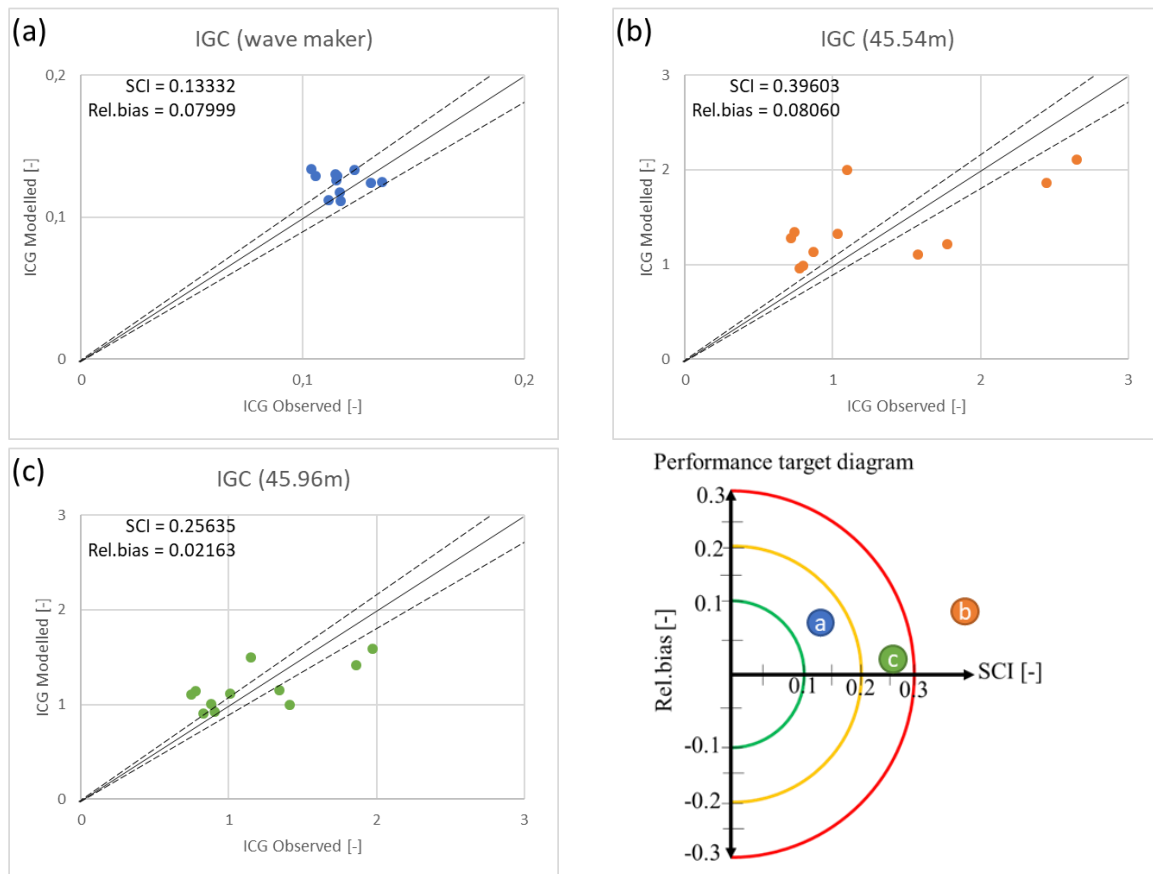 (a)
IGC (wave maker)
SCI = 0.13332
Rel.bias = 0.07999
0,2
0,1
0
ICG Modelled [-]
0
0,1
0,2
ICG Observed [-]
(b)
IGC (45.54m)
SCI = 0.39603
Rel.bias = 0.08060
3
2
1
0
ICG Modelled [-]
0
1
2
3
ICG Observed [-]
(c)
IGC (45.96m)
SCI = 0.25635
Rel.bias = 0.02163
3
2
1
0
ICG Modelled [-]
0
1
2
3
ICG Observed [-]
Performance target diagram
0.3
0.2
0.1
-0.1
-0.2
-0.3
Rel.bias [-]
a
b
c
0.1
0.2
0.3
SCI [-]